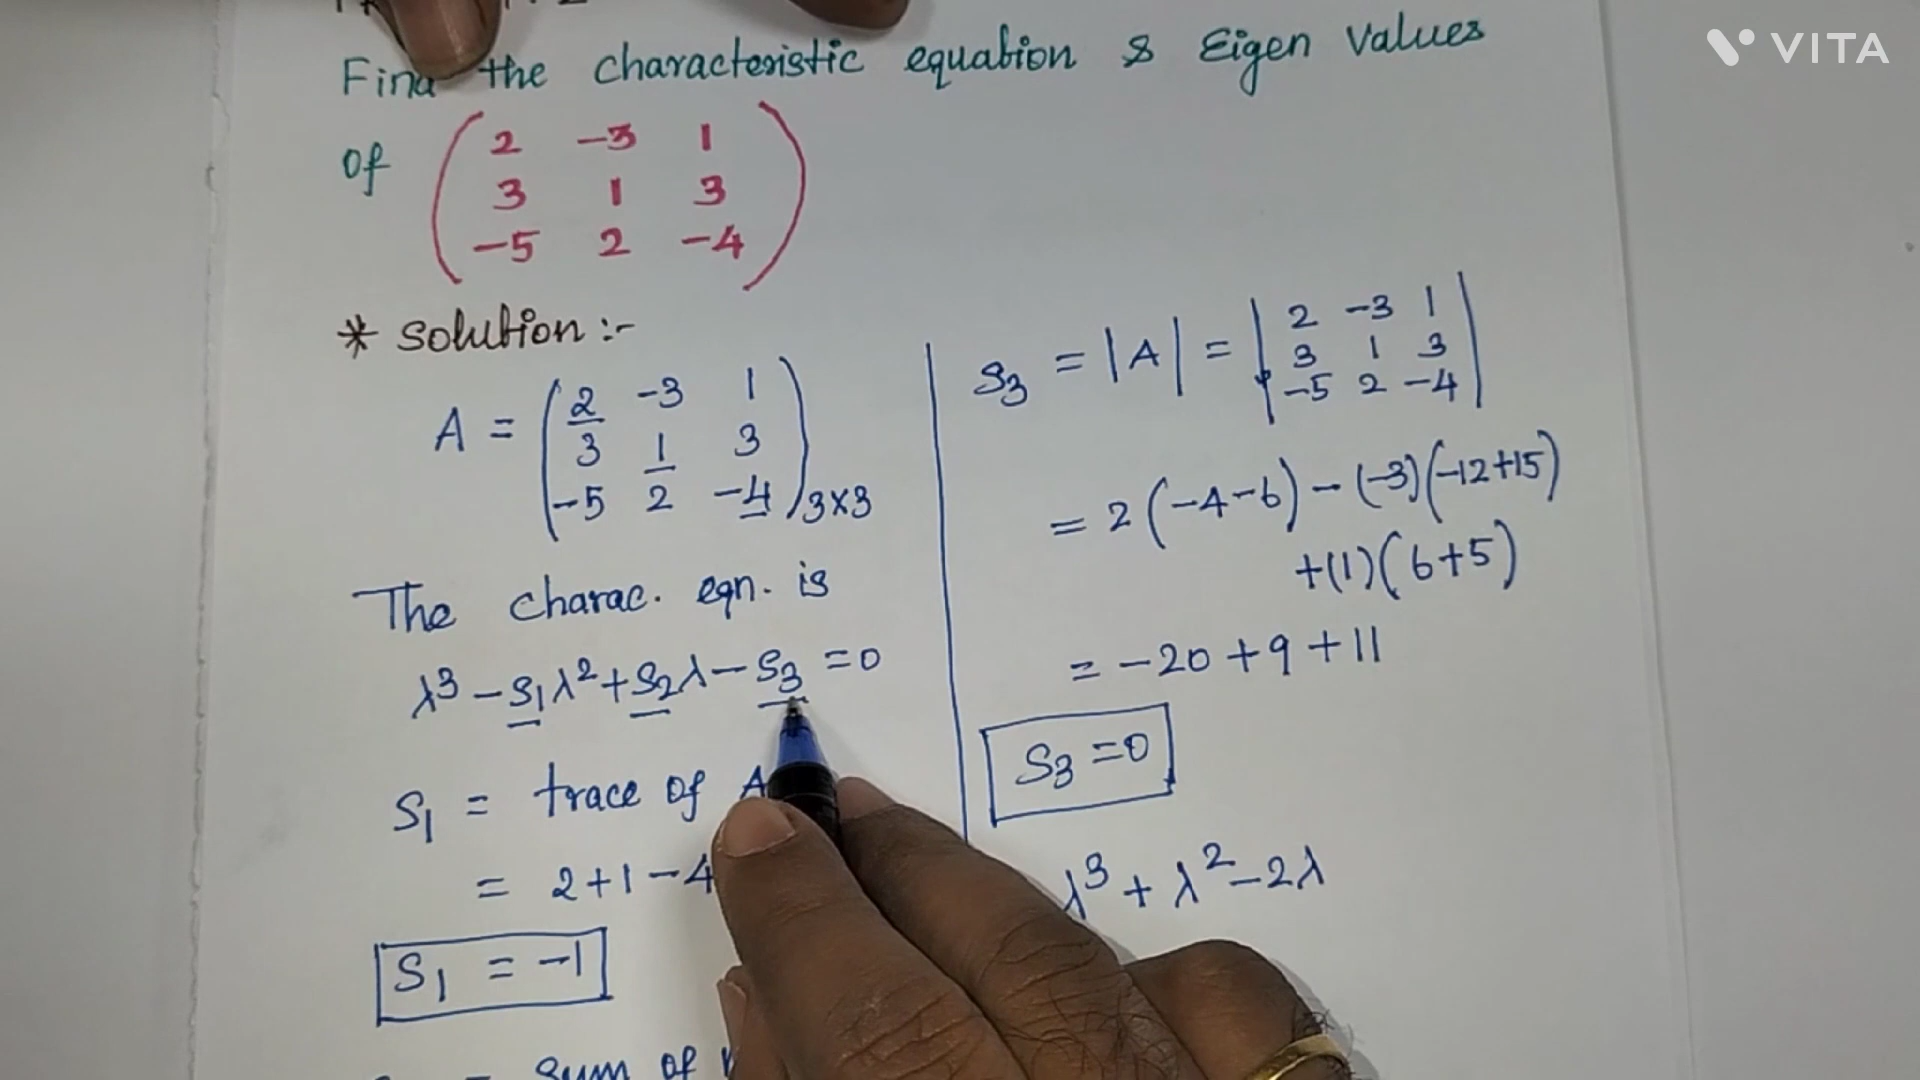 VITA
Find the characteristic equation & Eigen Values
of ( 2 -3 1
3 1 3
-5 2 -4 )
* Solution :-
A = ( 2 -3 1
3 1 3
-5 2 -4 )3×3
The charac. eqn. is
λ³ - S₁λ² + S₂λ - S₃ = 0
S₁ = trace of A
= 2+1-4
S₁ = -1
= sum of
S₃ = |A| = | 2 -3 1
3 1 3
-5 2 -4 |
= 2(-4-6) - (-3)(-12+15)
+(1)(6+5)
= -20 + 9 + 11
S₃ = 0
λ³ + λ² - 2λ